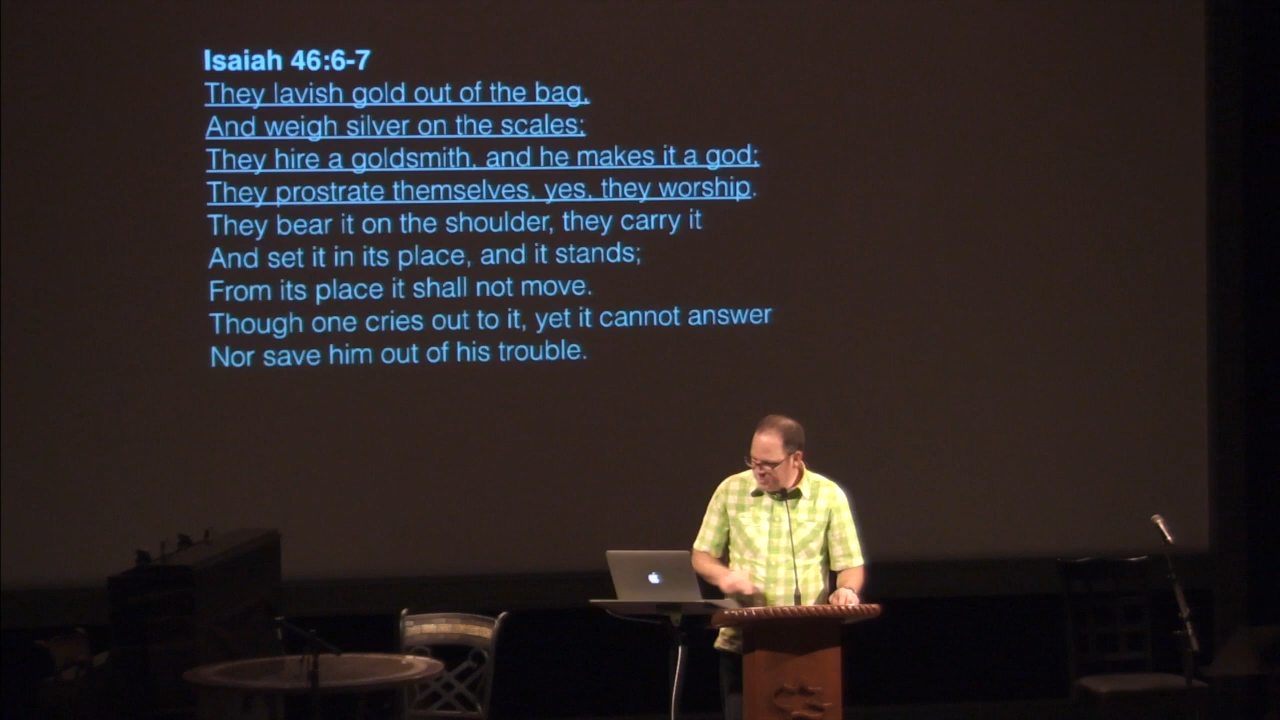 Isaiah 46:6-7
They lavish gold out of the bag,
And weigh silver on the scales;
They hire a goldsmith, and he makes it a god;
They prostrate themselves, yes, they worship.
They bear it on the shoulder, they carry it
And set it in its place, and it stands;
From its place it shall not move.
Though one cries out to it, yet it cannot answer
Nor save him out of his trouble.